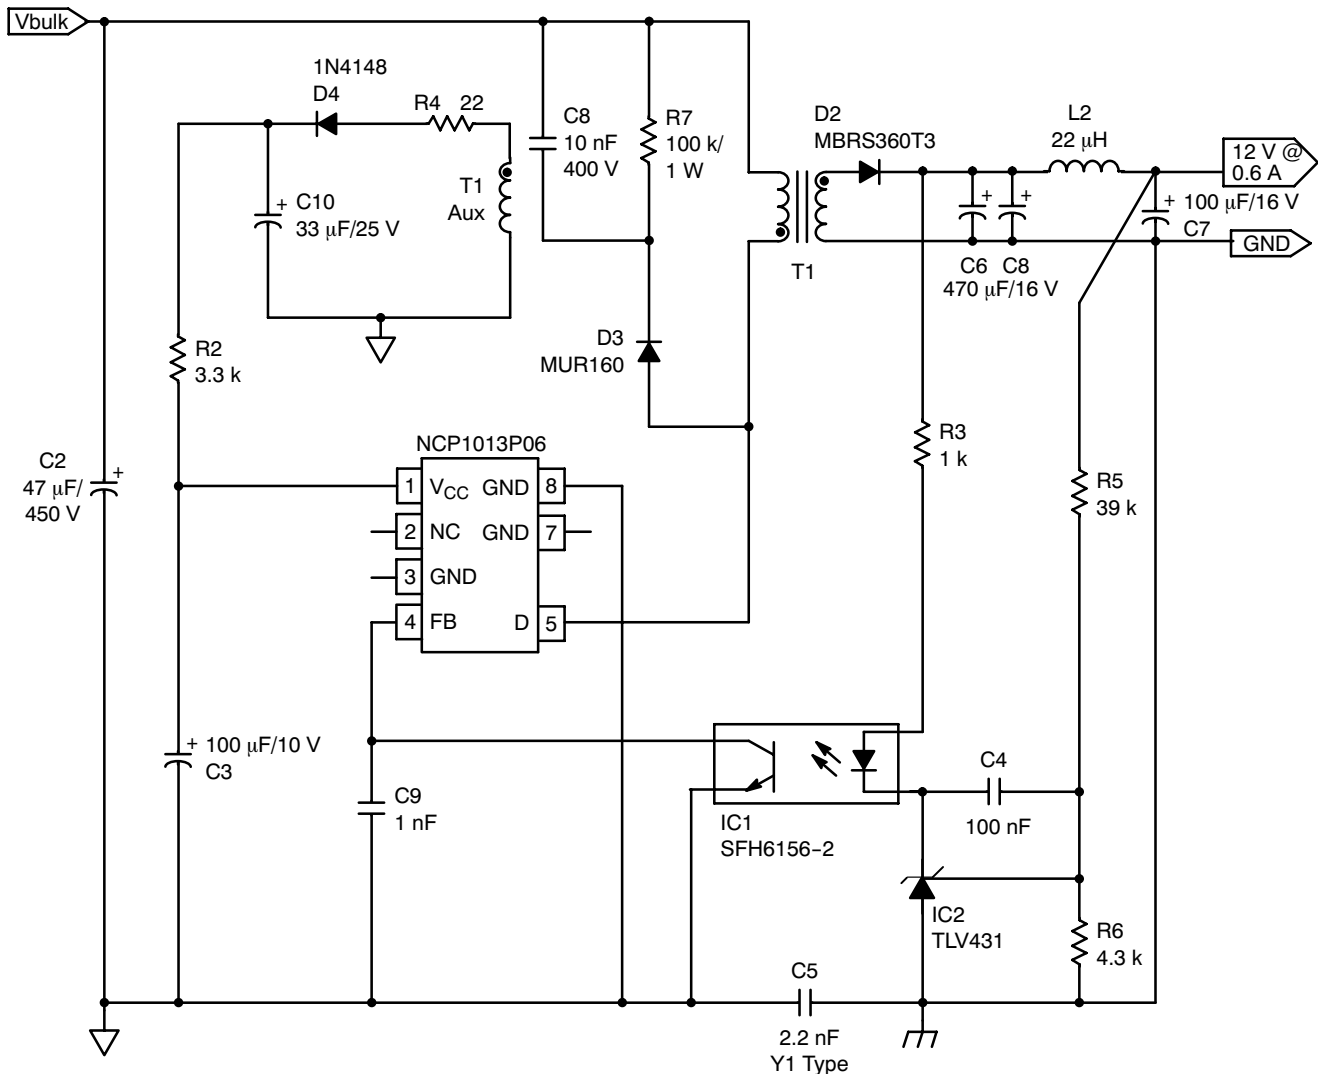 Vbulk
1N4148
D4
R4 22
C8
10 nF
400 V
R7
100 k/
1 W
D2
MBRS360T3
L2
22 μH
12 V @
0.6 A
T1
Aux
+ C10
33 μF/25 V
+
+
+ 100 μF/16 V
C7
GND
T1
C6 C8
470 μF/16 V
R2
3.3 k
D3
MUR160
NCP1013P06
R3
1 k
C2
47 μF/
450 V
+
1 VCC GND 8
2 NC GND 7
3 GND
4 FB D 5
R5
39 k
+ 100 μF/10 V
C3
C9
1 nF
IC1
SFH6156-2
C4
100 nF
IC2
TLV431
R6
4.3 k
C5
2.2 nF
Y1 Type